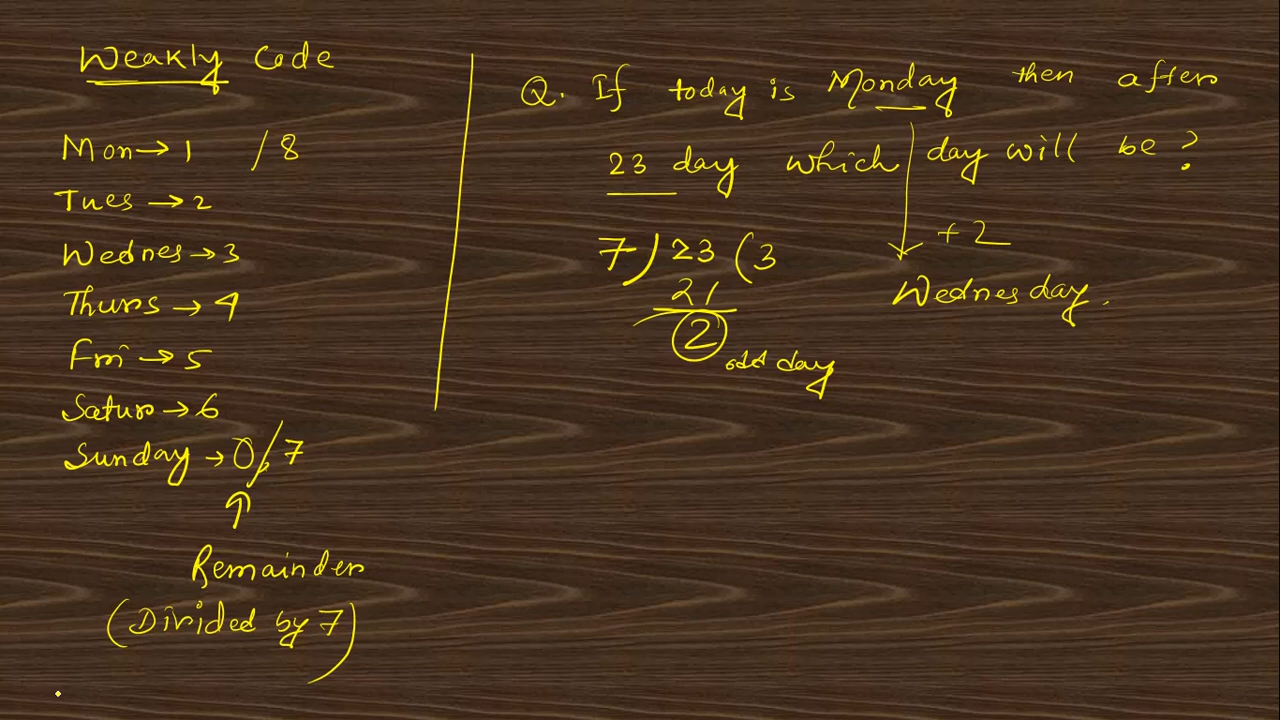 Weakly Code
Mon→ 1 / 8
Tues → 2
Wednes → 3
Thurs → 4
Fri → 5
Satur → 6
Sunday → 0/7
↑
Remainder
(Divided by 7)
Q. If today is Monday then after
23 day which day will be ?
7 ) 23 ( 3
21
2
odd day
+ 2
Wednesday.